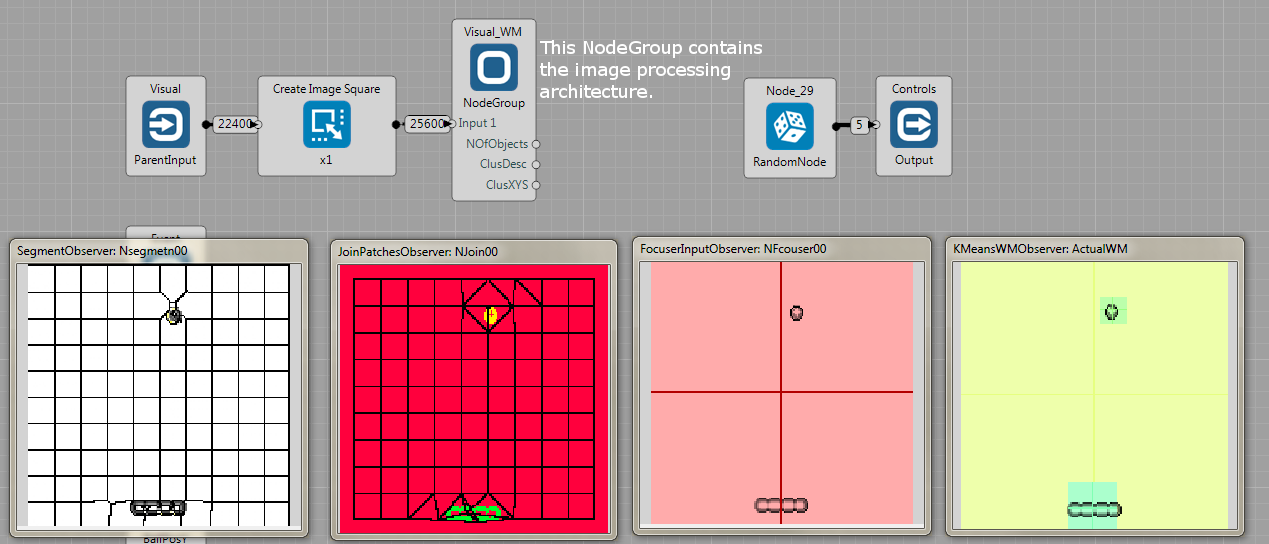 Visual_WM
This NodeGroup contains
the image processing
architecture.
Visual
Create Image Square
NodeGroup
Node_29
Controls
22400
25600
Input 1
5
ParentInput
x1
NOfObjects
ClusDesc
ClusXYS
RandomNode
Output
Event
SegmentObserver: Nsegmetn00
JoinPatchesObserver: NJoin00
FocuserInputObserver: NFcouser00
KMeansWMObserver: ActualWM
BallPosY